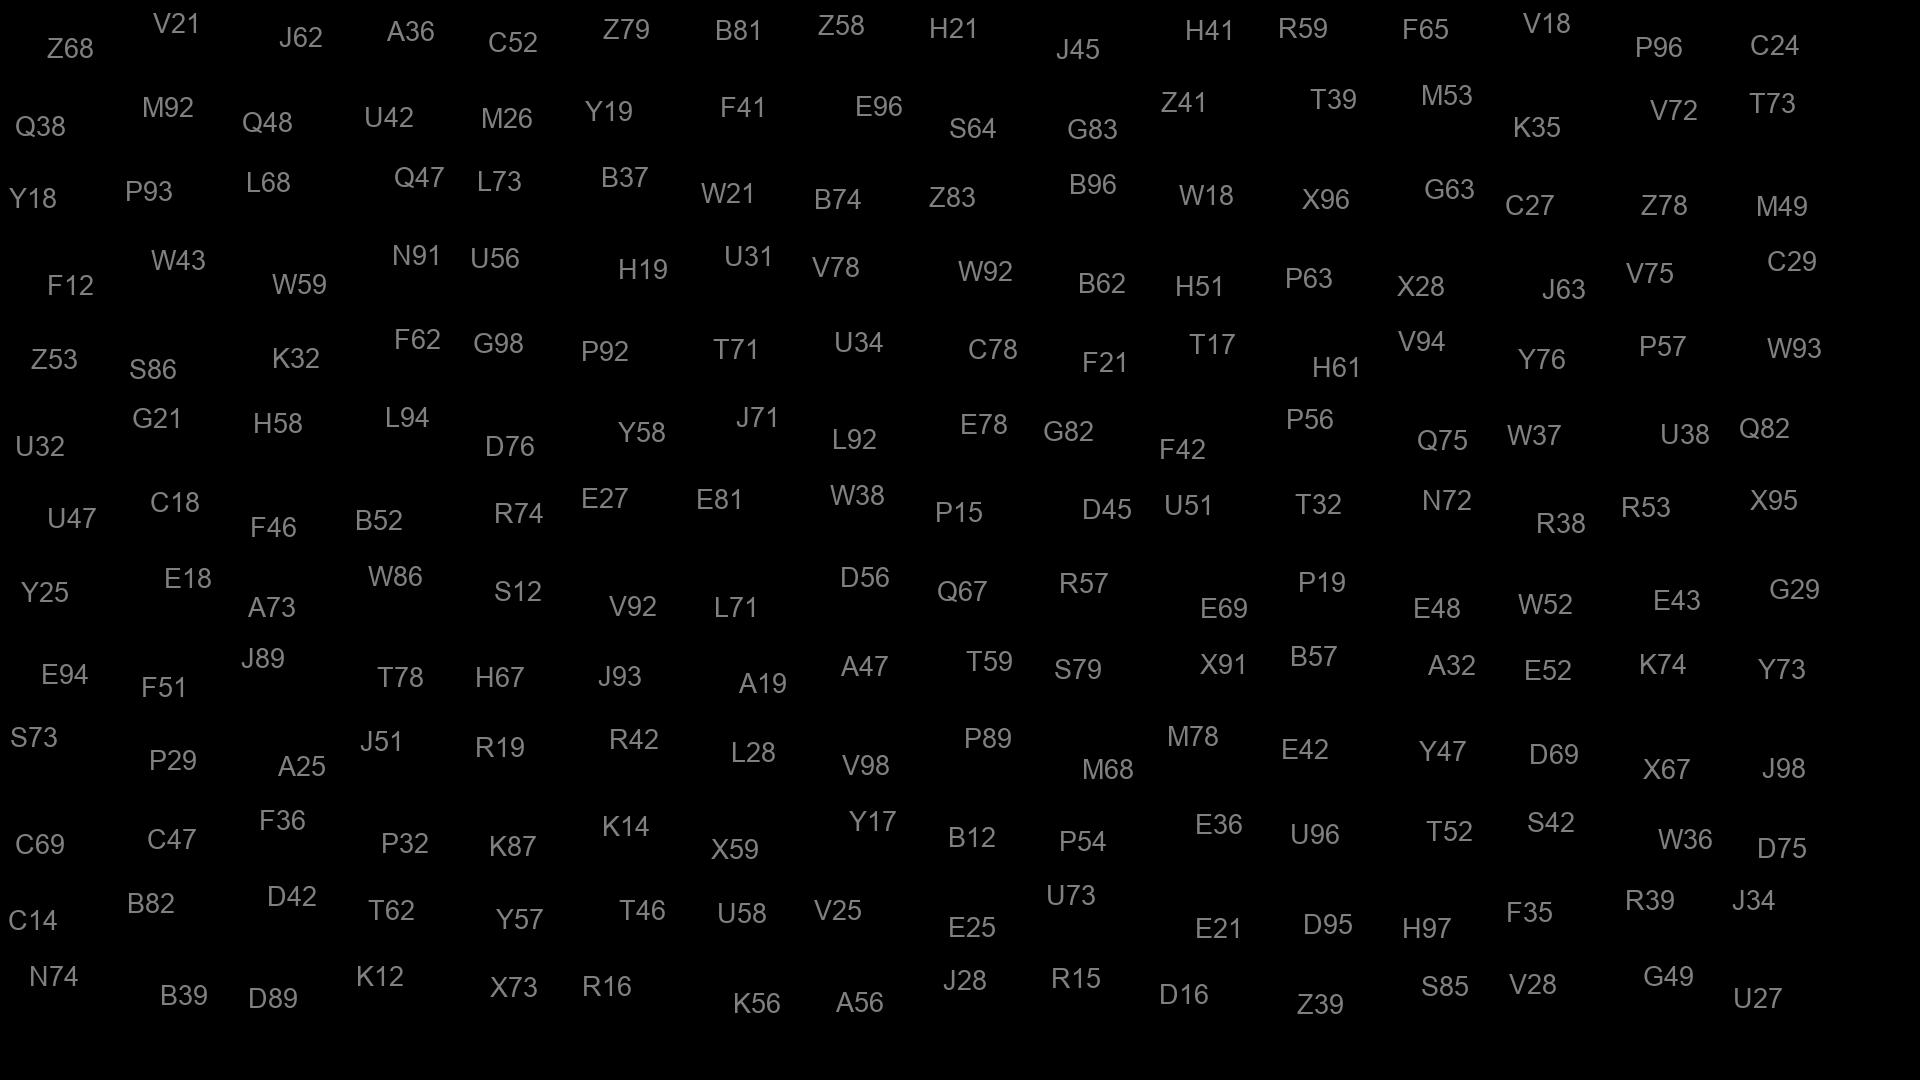 Z68 V21 J62 A36 C52 Z79 B81 Z58 H21 J45 H41 R59 F65 V18 P96 C24
Q38 M92 Q48 U42 M26 Y19 F41 E96 S64 G83 Z41 T39 M53 K35 V72 T73
Y18 P93 L68 Q47 L73 B37 W21 B74 Z83 B96 W18 X96 G63 C27 Z78 M49
F12 W43 W59 N91 U56 H19 U31 V78 W92 B62 H51 P63 X28 J63 V75 C29
Z53 S86 K32 F62 G98 P92 T71 U34 C78 F21 T17 H61 V94 Y76 P57 W93
U32 G21 H58 L94 D76 Y58 J71 L92 E78 G82 F42 P56 Q75 W37 U38 Q82
U47 C18 F46 B52 R74 E27 E81 W38 P15 D45 U51 T32 N72 R38 R53 X95
Y25 E18 A73 W86 S12 V92 L71 D56 Q67 R57 E69 P19 E48 W52 E43 G29
E94 F51 J89 T78 H67 J93 A19 A47 T59 S79 X91 B57 A32 E52 K74 Y73
S73 P29 A25 J51 R19 R42 L28 V98 P89 M68 M78 E42 Y47 D69 X67 J98
C69 C47 F36 P32 K87 K14 X59 Y17 B12 P54 E36 U96 T52 S42 W36 D75
C14 B82 D42 T62 Y57 T46 U58 V25 E25 U73 E21 D95 H97 F35 R39 J34
N74 B39 D89 K12 X73 R16 K56 A56 J28 R15 D16 Z39 S85 V28 G49 U27